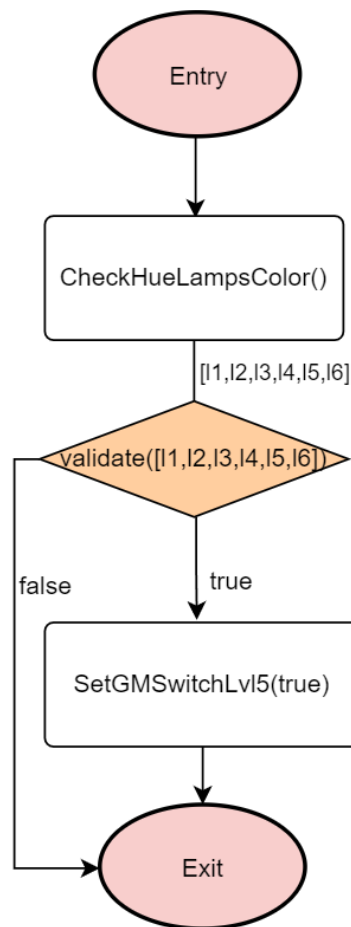 Entry
CheckHueLampsColor()
[l1,l2,l3,l4,l5,l6]
validate([l1,l2,l3,l4,l5,l6])
false
true
SetGMSwitchLvl5(true)
Exit